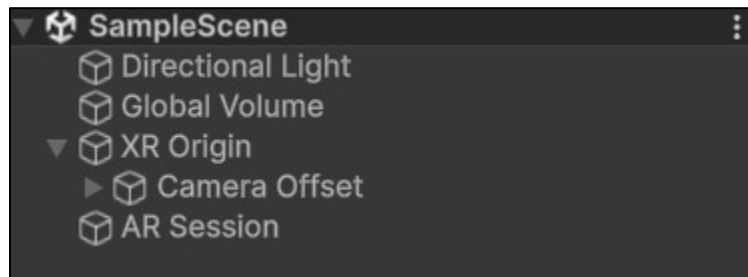 SampleScene
Directional Light
Global Volume
XR Origin
Camera Offset
AR Session